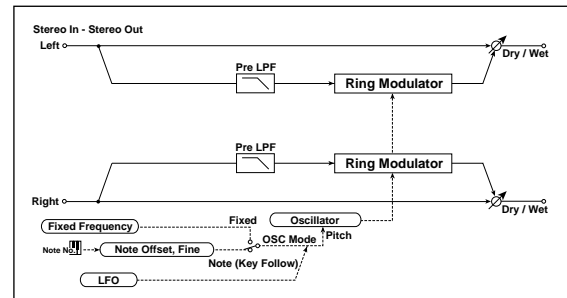 Stereo In - Stereo Out
Left
Dry / Wet
Pre LPF
Ring Modulator
Pre LPF
Ring Modulator
Right
Dry / Wet
Fixed Frequency
Fixed
Oscillator
Note No.
Note Offset, Fine
OSC Mode
Pitch
Note (Key Follow)
LFO